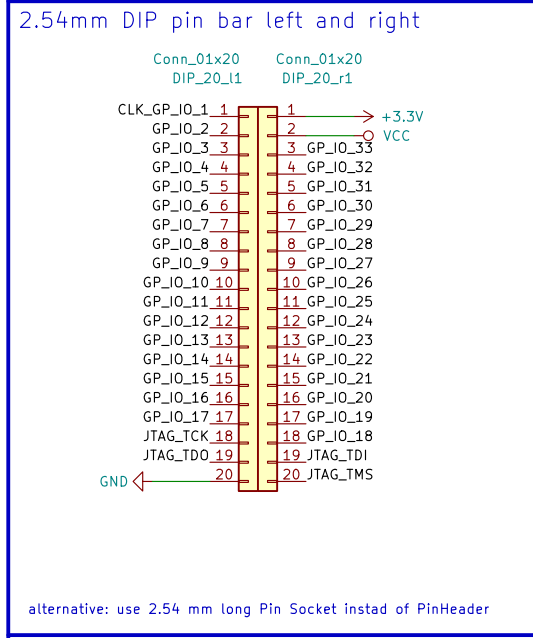 2.54mm DIP pin bar left and right
Conn_01x20 Conn_01x20
DIP_20_l1 DIP_20_r1
CLK_GP_IO_1 1 1 +3.3V
GP_IO_2 2 2 VCC
GP_IO_3 3 3 GP_IO_33
GP_IO_4 4 4 GP_IO_32
GP_IO_5 5 5 GP_IO_31
GP_IO_6 6 6 GP_IO_30
GP_IO_7 7 7 GP_IO_29
GP_IO_8 8 8 GP_IO_28
GP_IO_9 9 9 GP_IO_27
GP_IO_10 10 10 GP_IO_26
GP_IO_11 11 11 GP_IO_25
GP_IO_12 12 12 GP_IO_24
GP_IO_13 13 13 GP_IO_23
GP_IO_14 14 14 GP_IO_22
GP_IO_15 15 15 GP_IO_21
GP_IO_16 16 16 GP_IO_20
GP_IO_17 17 17 GP_IO_19
JTAG_TCK 18 18 GP_IO_18
JTAG_TDO 19 19 JTAG_TDI
GND 20 20 JTAG_TMS
alternative: use 2.54 mm long Pin Socket instad of PinHeader